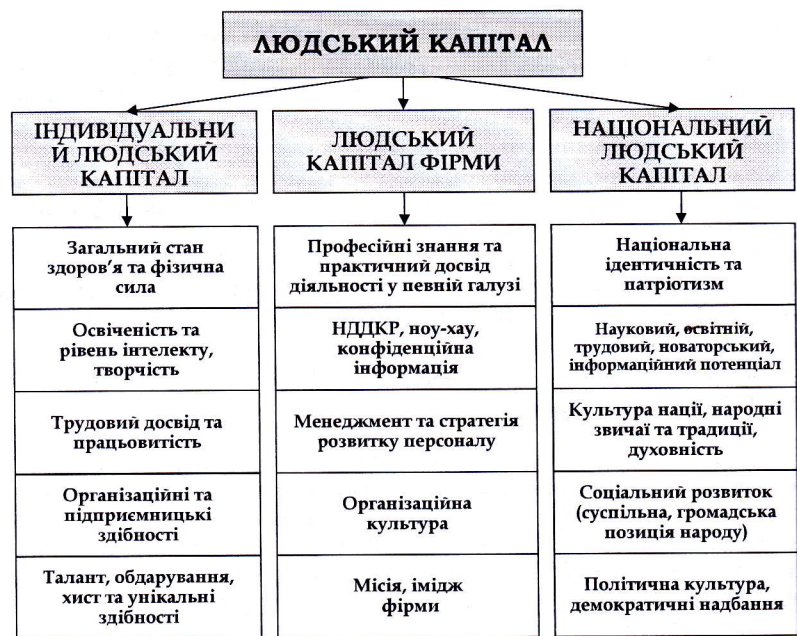 ЛЮДСЬКИЙ КАПІТАЛ
ІНДИВІДУАЛЬНИ
Й ЛЮДСЬКИЙ
КАПІТАЛ
Загальний стан
здоров'я та фізична
сила
Освіченість та
рівень інтелекту,
творчість
Трудовий досвід та
працьовитість
Організаційні та
підприємницькі
здібності
Талант, обдарування,
хист та унікальні
здібності
ЛЮДСЬКИЙ
КАПІТАЛ ФІРМИ
Професійні знання та
практичний досвід
діяльності у певній галузі
НДДКР, ноу-хау,
конфіденційна
інформація
Менеджмент та стратегія
розвитку персоналу
Організаційна
культура
Місія, імідж
фірми
НАЦІОНАЛЬНИЙ
ЛЮДСЬКИЙ
КАПІТАЛ
Національна
ідентичність та
патріотизм
Науковий, освітній,
трудовий, новаторський,
інформаційний потенціал
Культура нації, народні
звичаї та традиції,
духовність
Соціальний розвиток
(суспільна, громадська
позиція народу)
Політична культура,
демократичні надбання